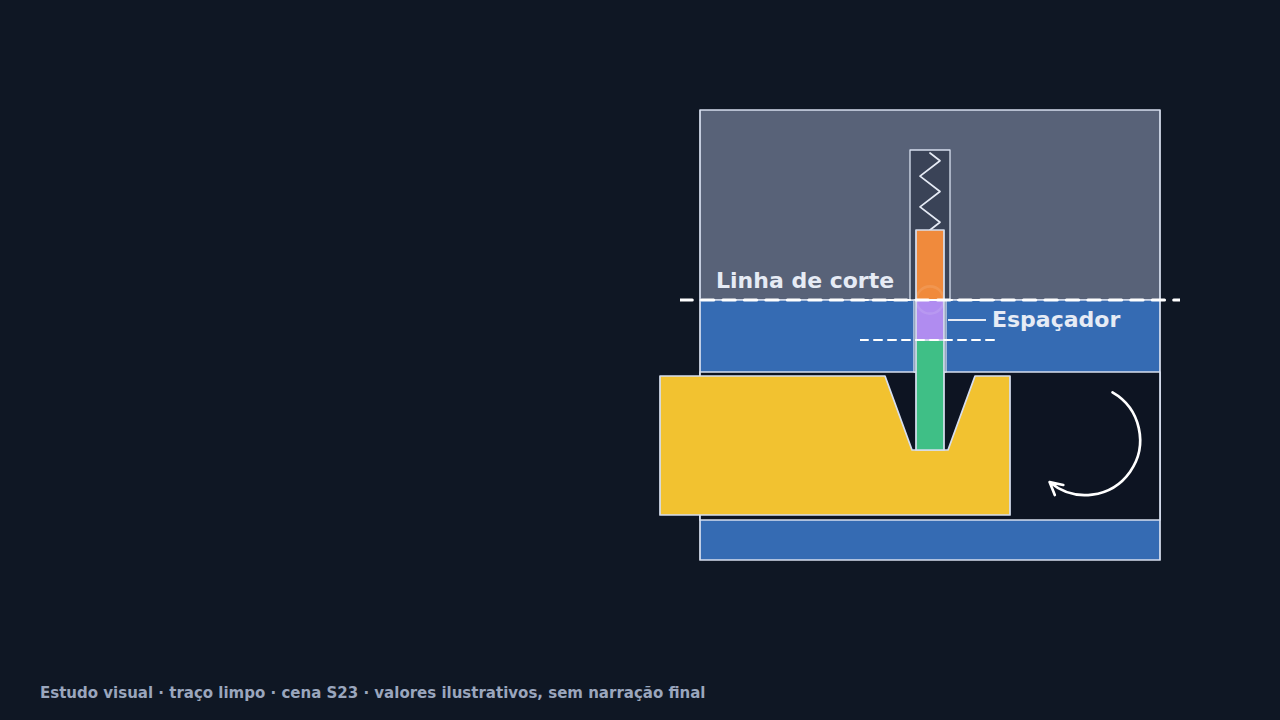 Linha de corte
Espaçador
Estudo visual · traço limpo · cena S23 · valores ilustrativos, sem narração final